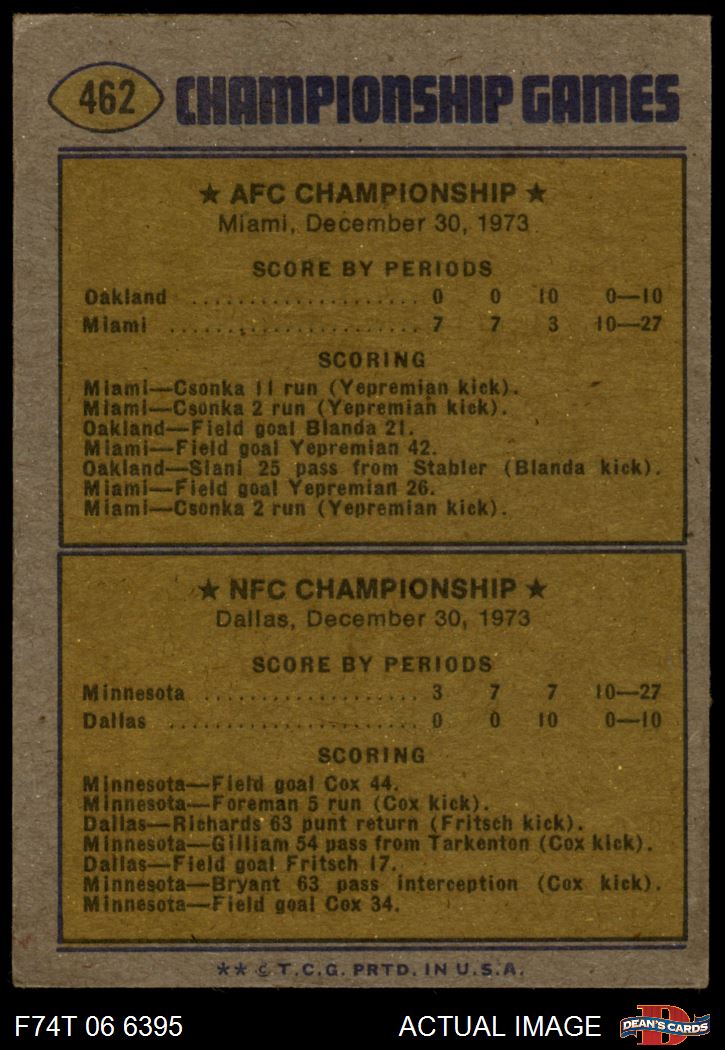 462 CHAMPIONSHIP GAMES
★ AFC CHAMPIONSHIP ★
Miami, December 30, 1973
SCORE BY PERIODS
Oakland .................... 0 0 10 0—10
Miami ...................... 7 7 3 10—27
SCORING
Miami—Csonka 11 run (Yepremian kick).
Miami—Csonka 2 run (Yepremian kick).
Oakland—Field goal Blanda 21.
Miami—Field goal Yepremian 42.
Oakland—Siani 25 pass from Stabler (Blanda kick).
Miami—Field goal Yepremian 26.
Miami—Csonka 2 run (Yepremian kick).
★ NFC CHAMPIONSHIP ★
Dallas, December 30, 1973
SCORE BY PERIODS
Minnesota ................... 3 7 7 10—27
Dallas ...................... 0 0 10 0—10
SCORING
Minnesota—Field goal Cox 44.
Minnesota—Foreman 5 run (Cox kick).
Dallas—Richards 63 punt return (Fritsch kick).
Minnesota—Gilliam 54 pass from Tarkenton (Cox kick).
Dallas—Field goal Fritsch 17.
Minnesota—Bryant 63 pass interception (Cox kick).
Minnesota—Field goal Cox 34.
★★ © T.C.G. PRTD. IN U.S.A.
F74T 06 6395 ACTUAL IMAGE D DEAN'S CARDS